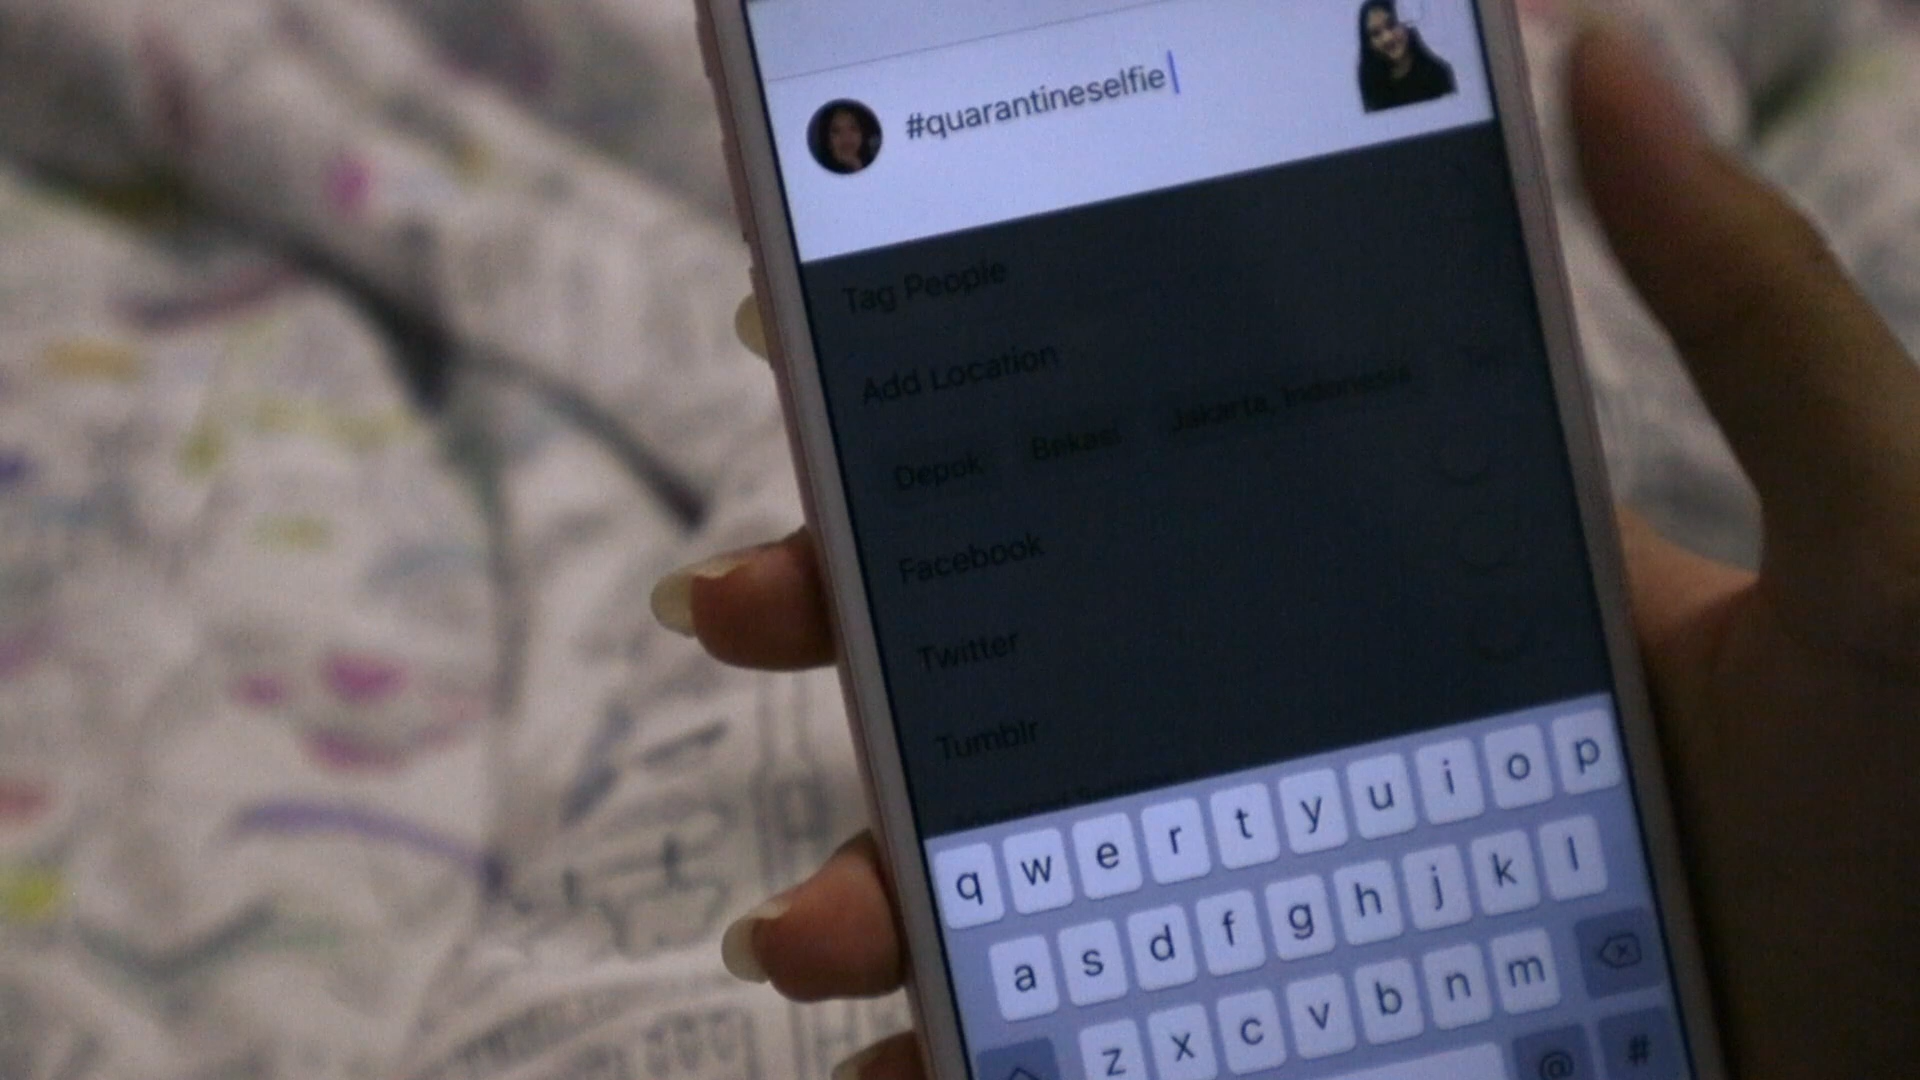 #quarantineselfie
Tag People
Add Location
Depok Bekasi Jakarta, Indonesia
Facebook
Twitter
Tumblr
q w e r t y u i o p
a s d f g h j k l
z x c v b n m
@ #